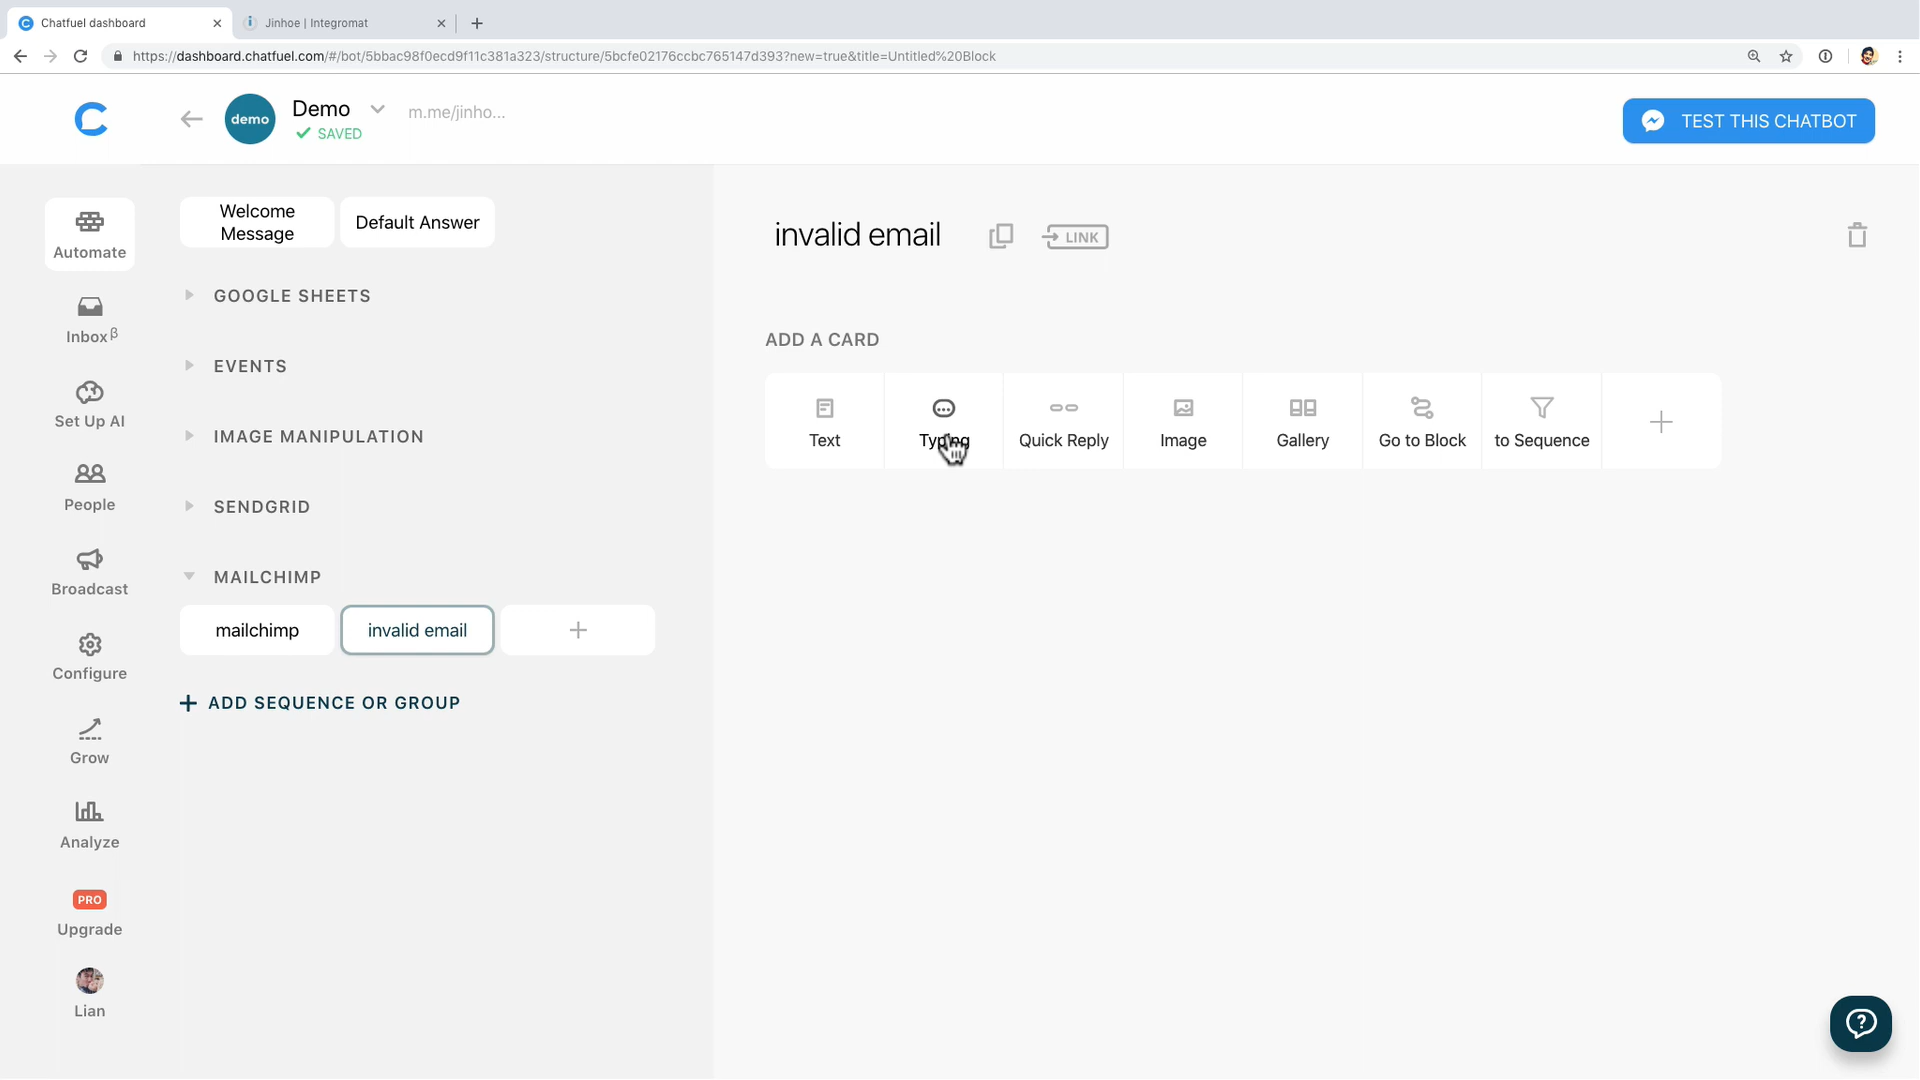 Chatfuel dashboard
Jinhoe | Integromat
https://dashboard.chatfuel.com/#/bot/5bbac98f0ecd9f11c381a323/structure/5bcfe02176ccbc765147d393?new=true&title=Untitled%20Block
demo
Demo
SAVED
m.me/jinho...
TEST THIS CHATBOT
Automate
Inboxβ
Set Up AI
People
Broadcast
Configure
Grow
Analyze
PRO
Upgrade
Lian
Welcome
Message
Default Answer
GOOGLE SHEETS
EVENTS
IMAGE MANIPULATION
SENDGRID
MAILCHIMP
mailchimp
invalid email
+
+ ADD SEQUENCE OR GROUP
invalid email
LINK
ADD A CARD
Text
Typing
Quick Reply
Image
Gallery
Go to Block
to Sequence
+